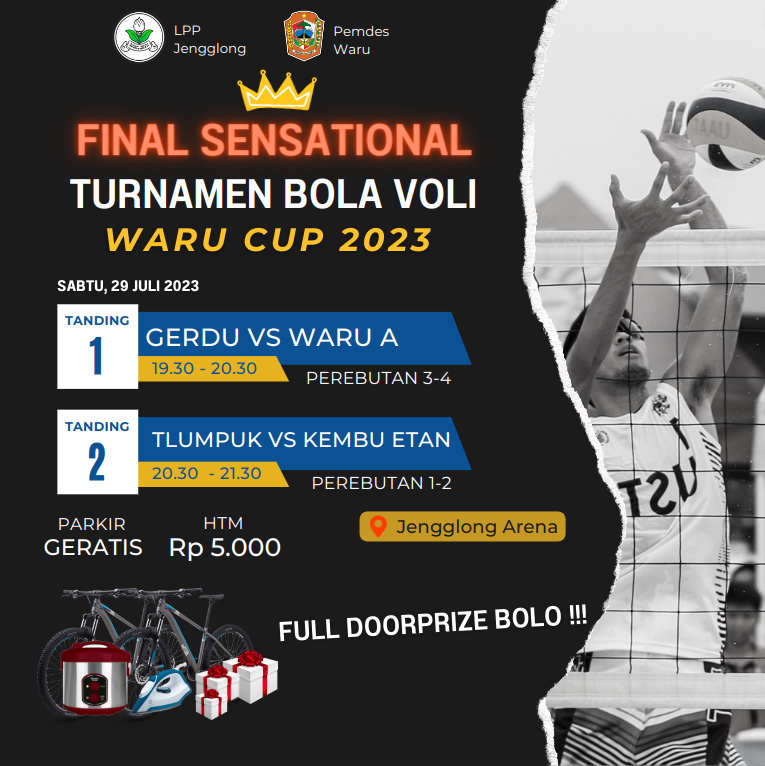 LPP
Jengglong
Pemdes
Waru
FINAL SENSATIONAL
TURNAMEN BOLA VOLI
WARU CUP 2023
SABTU, 29 JULI 2023
TANDING
1
GERDU VS WARU A
19.30 - 20.30
PEREBUTAN 3-4
TANDING
2
TLUMPUK VS KEMBU ETAN
20.30 - 21.30
PEREBUTAN 1-2
PARKIR
GERATIS
HTM
Rp 5.000
Jengglong Arena
FULL DOORPRIZE BOLO !!!